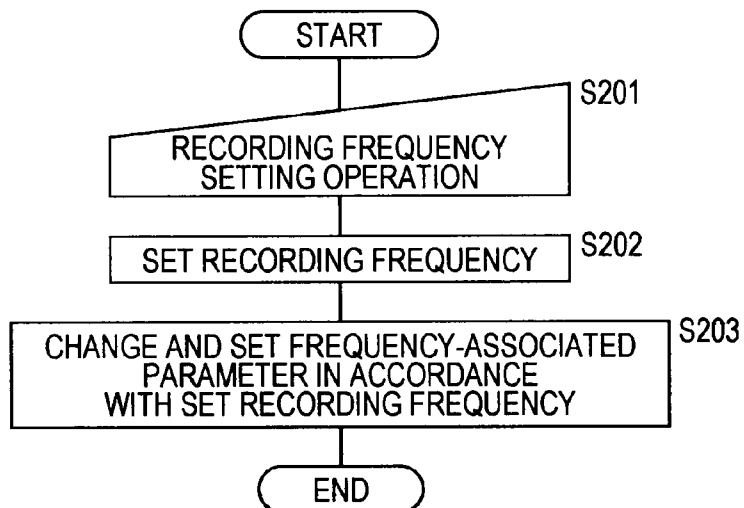 START
S201
RECORDING FREQUENCY
SETTING OPERATION
SET RECORDING FREQUENCY
S202
CHANGE AND SET FREQUENCY-ASSOCIATED
PARAMETER IN ACCORDANCE
WITH SET RECORDING FREQUENCY
S203
END